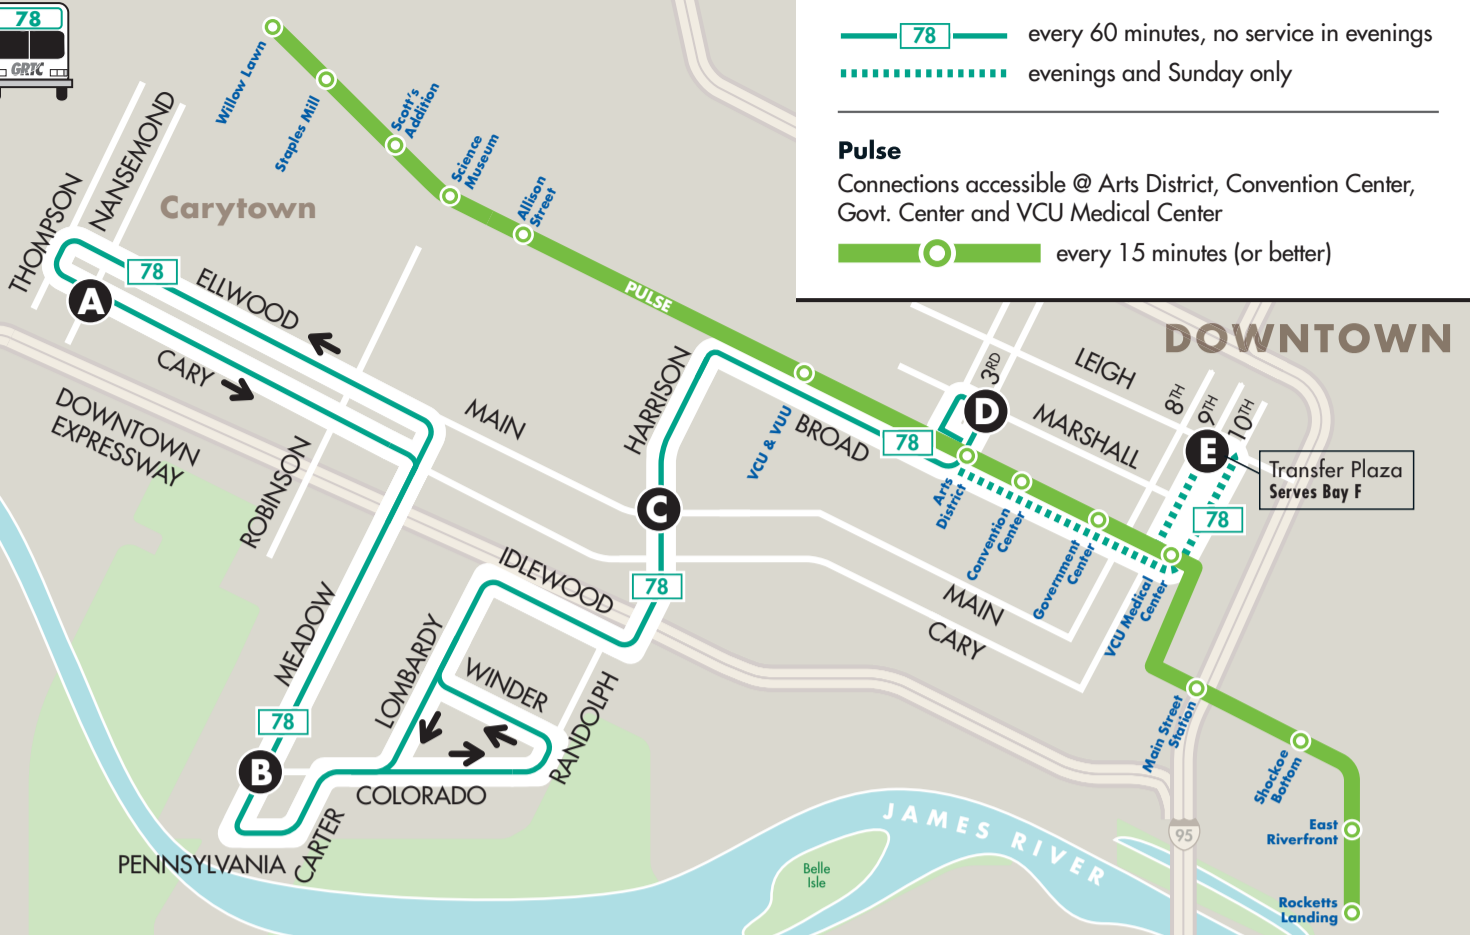 78
GRTC
78
every 60 minutes, no service in evenings
evenings and Sunday only
Pulse
Connections accessible @ Arts District, Convention Center,
Govt. Center and VCU Medical Center
every 15 minutes (or better)
Willow Lawn
Staples Mill
Scott's
Addition
Science
Museum
Allison
Street
NANSEMOND
THOMPSON
Carytown
78
A
ELLWOOD
CARY
DOWNTOWN
EXPRESSWAY
ROBINSON
MAIN
PULSE
HARRISON
VCU & VUU
BROAD
78
3RD
D
LEIGH
MARSHALL
DOWNTOWN
8TH
9TH
10TH
E
Transfer Plaza
Serves Bay F
78
Arts
District
Convention
Center
Government
Center
VCU Medical
Center
C
78
IDLEWOOD
MAIN
CARY
MEADOW
LOMBARDY
WINDER
RANDOLPH
78
B
COLORADO
CARTER
PENNSYLVANIA
Main Street
Station
Shockoe
Bottom
East
Riverfront
Rocketts
Landing
JAMES RIVER
95
Belle
Isle